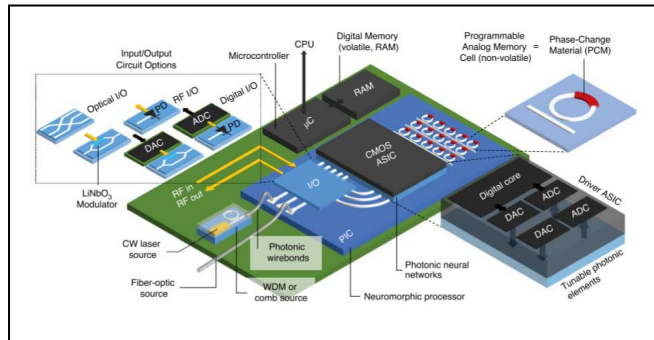 CPU
Digital Memory
(volatile, RAM)
Programmable
Analog Memory =
Cell (non-volatile)
Phase-Change
Material (PCM)
Input/Output
Circuit Options
Microcontroller
Optical I/O
RF I/O
Digital I/O
PD
ADC
PD
DAC
LiNbO3
Modulator
µC
RAM
CMOS
ASIC
RF in
RF out
I/O
PIC
Digital core
Driver ASIC
ADC
DAC
ADC
DAC
Tunable photonic
elements
CW laser
source
Photonic
wirebonds
Fiber-optic
source
WDM or
comb source
Photonic neural
networks
Neuromorphic processor